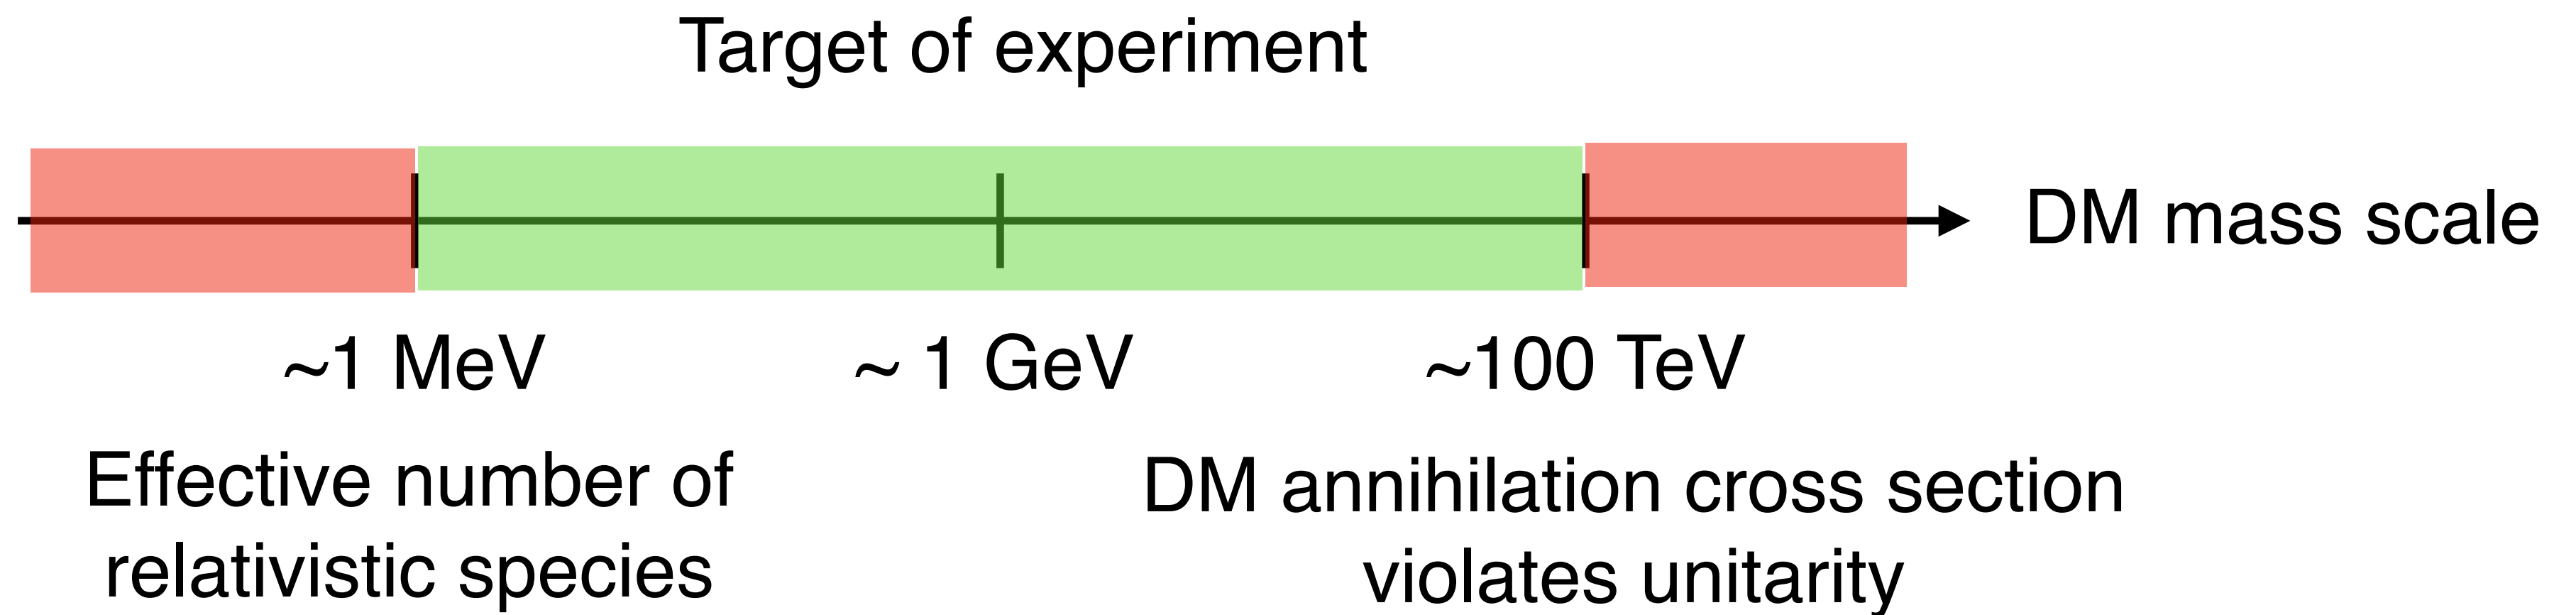 Target of experiment
DM mass scale
~1 MeV
~ 1 GeV
~100 TeV
Effective number of
relativistic species
DM annihilation cross section
violates unitarity